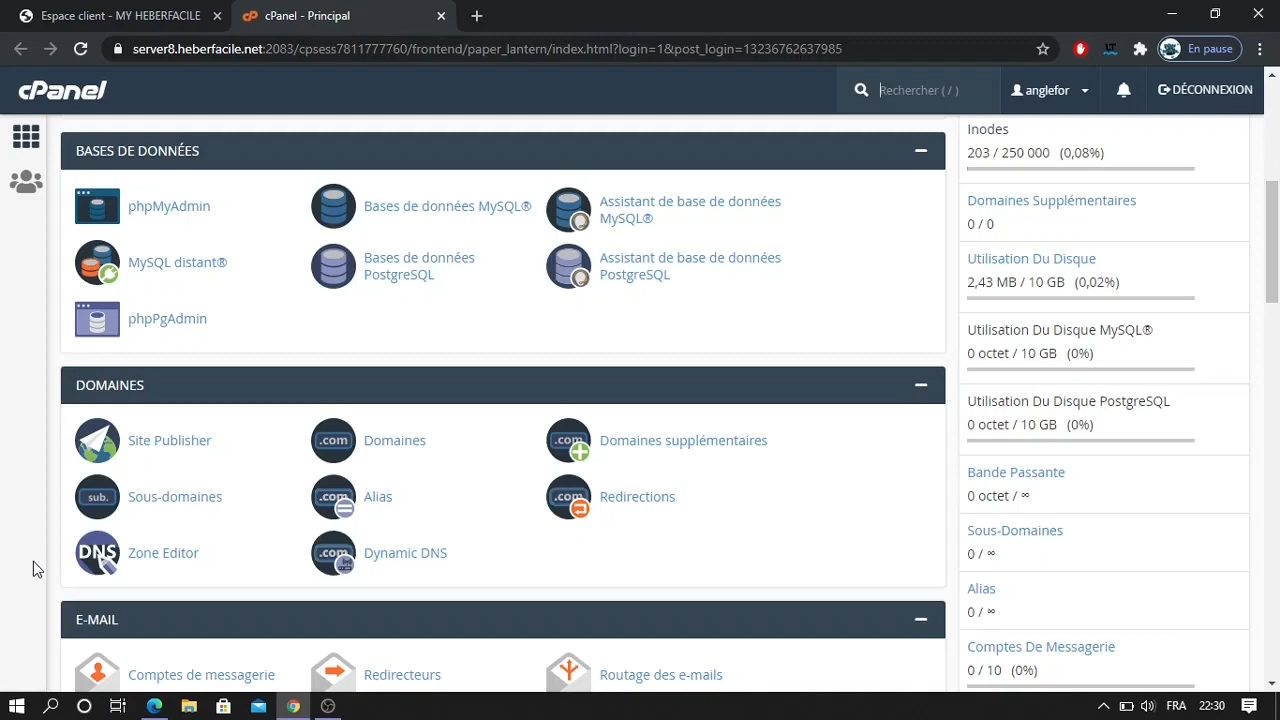 Espace client - MY HEBERFACILE
cPanel - Principal
server8.heberfacile.net:2083/cpsess7811777760/frontend/paper_lantern/index.html?login=1&post_login=13236762637985
En pause
cPanel
Rechercher ( / )
anglefor
DÉCONNEXION
BASES DE DONNÉES
phpMyAdmin
Bases de données MySQL®
Assistant de base de données
MySQL®
MySQL distant®
Bases de données
PostgreSQL
Assistant de base de données
PostgreSQL
phpPgAdmin
DOMAINES
Site Publisher
.com
Domaines
.com
Domaines supplémentaires
sub.
Sous-domaines
.com
Alias
.com
Redirections
DNS
Zone Editor
.com
Dynamic DNS
E-MAIL
Comptes de messagerie
Redirecteurs
Routage des e-mails
Inodes
203 / 250 000 (0,08%)
Domaines Supplémentaires
0 / 0
Utilisation Du Disque
2,43 MB / 10 GB (0,02%)
Utilisation Du Disque MySQL®
0 octet / 10 GB (0%)
Utilisation Du Disque PostgreSQL
0 octet / 10 GB (0%)
Bande Passante
0 octet / ∞
Sous-Domaines
0 / ∞
Alias
0 / ∞
Comptes De Messagerie
0 / 10 (0%)
FRA
22:30